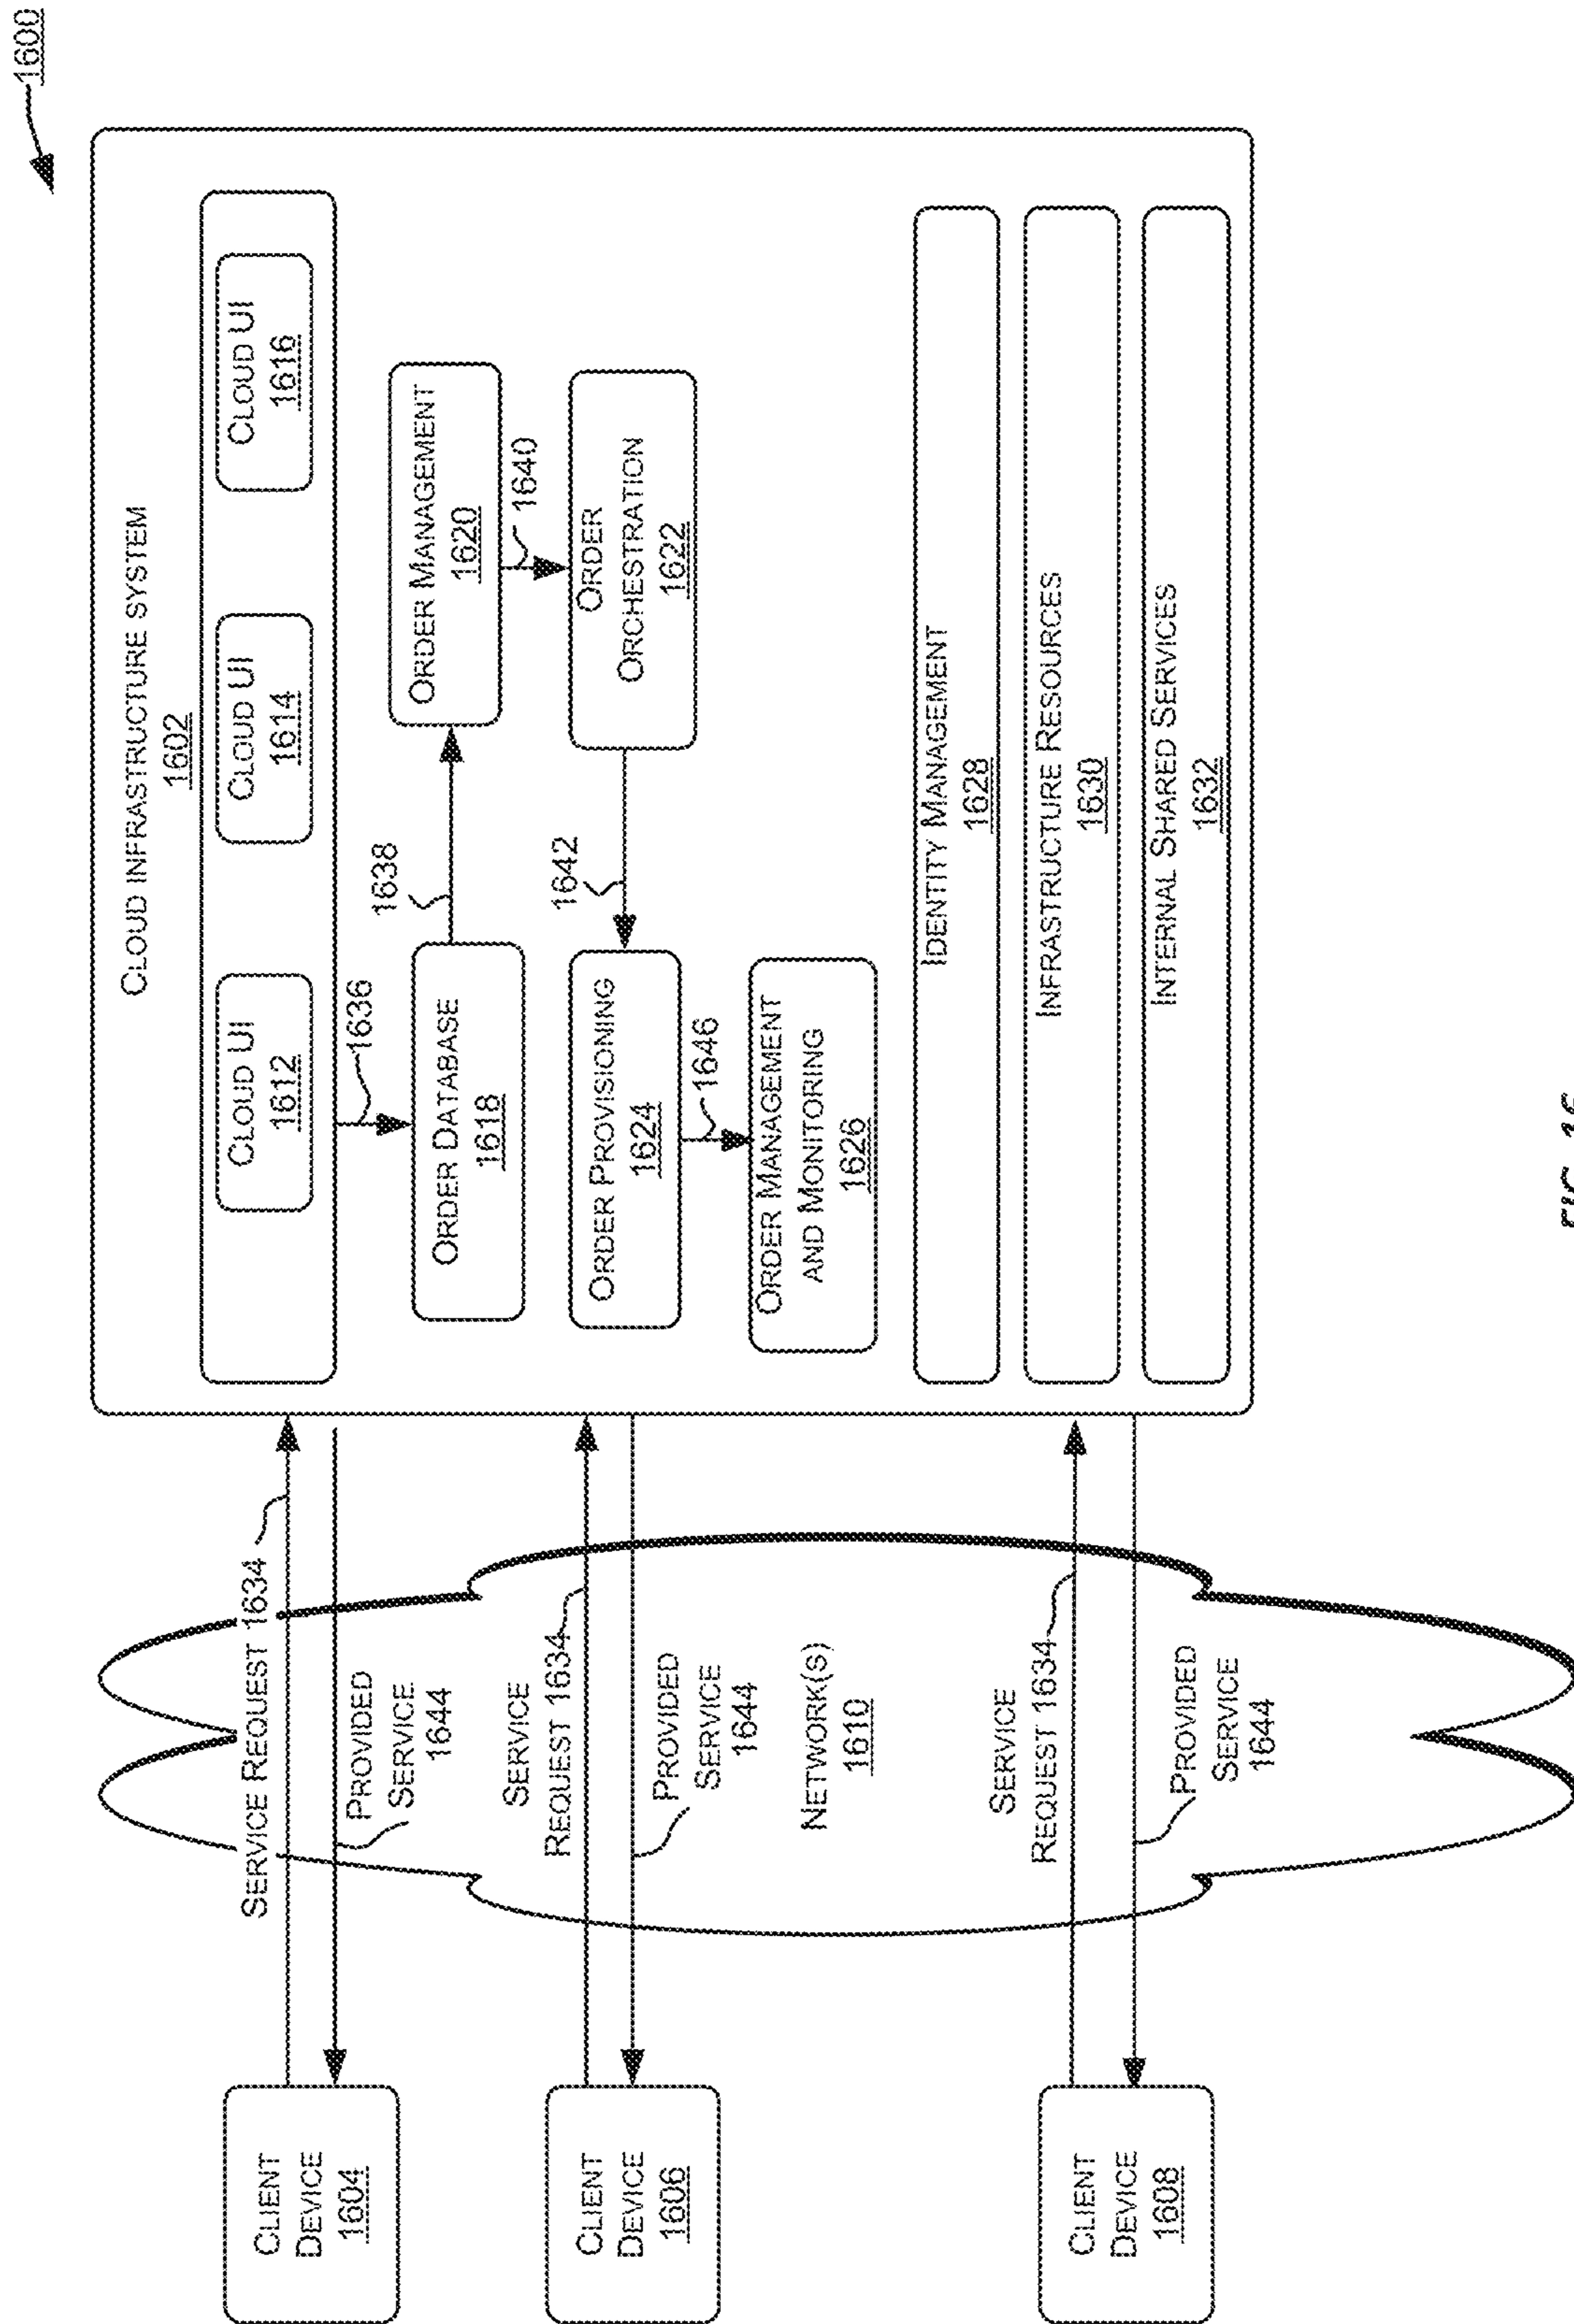 1600
CLOUD INFRASTRUCTURE SYSTEM
1602
CLOUD UI
1612
CLOUD UI
1614
CLOUD UI
1616
1636
ORDER DATABASE
1618
1638
ORDER MANAGEMENT
1620
1640
ORDER
ORCHESTRATION
1622
1642
ORDER PROVISIONING
1624
1646
ORDER MANAGEMENT
AND MONITORING
1626
IDENTITY MANAGEMENT
1628
INFRASTRUCTURE RESOURCES
1630
INTERNAL SHARED SERVICES
1632
SERVICE REQUEST 1634
PROVIDED
SERVICE
1644
SERVICE
REQUEST 1634
PROVIDED
SERVICE
1644
NETWORK(S)
1610
SERVICE
REQUEST 1634
PROVIDED
SERVICE
1644
CLIENT
DEVICE
1604
CLIENT
DEVICE
1606
CLIENT
DEVICE
1608
FIG. 16